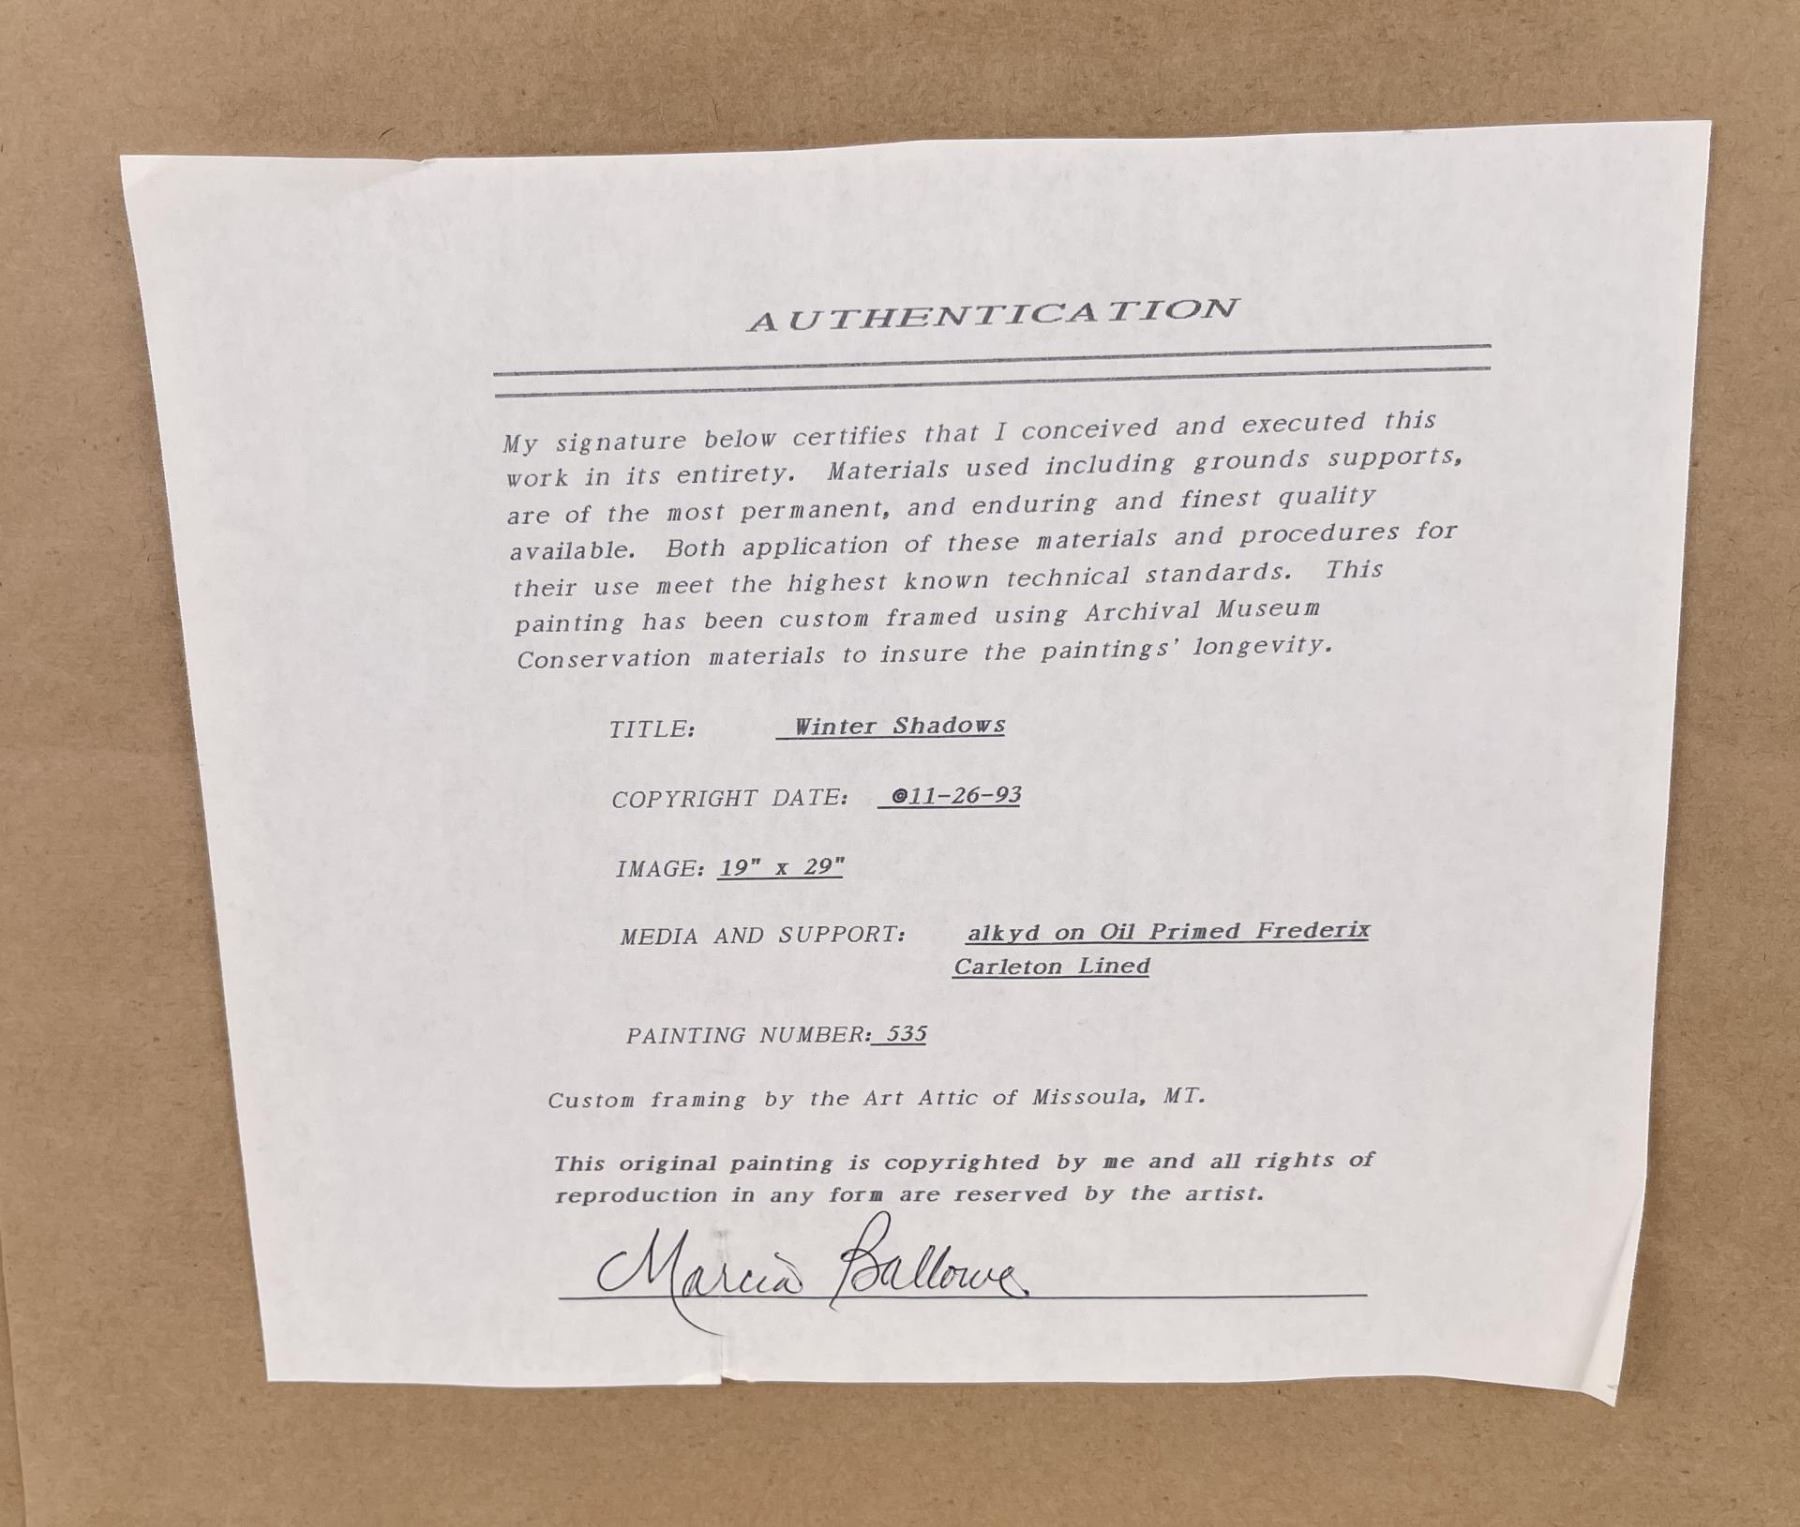 AUTHENTICATION
My signature below certifies that I conceived and executed this
work in its entirety. Materials used including grounds supports,
are of the most permanent, and enduring and finest quality
available. Both application of these materials and procedures for
their use meet the highest known technical standards. This
painting has been custom framed using Archival Museum
Conservation materials to insure the paintings' longevity.
TITLE: Winter Shadows
COPYRIGHT DATE: ©11-26-93
IMAGE: 19" x 29"
MEDIA AND SUPPORT: alkyd on Oil Primed Frederix
Carleton Lined
PAINTING NUMBER: 535
Custom framing by the Art Attic of Missoula, MT.
This original painting is copyrighted by me and all rights of
reproduction in any form are reserved by the artist.
Marcia Ballowe